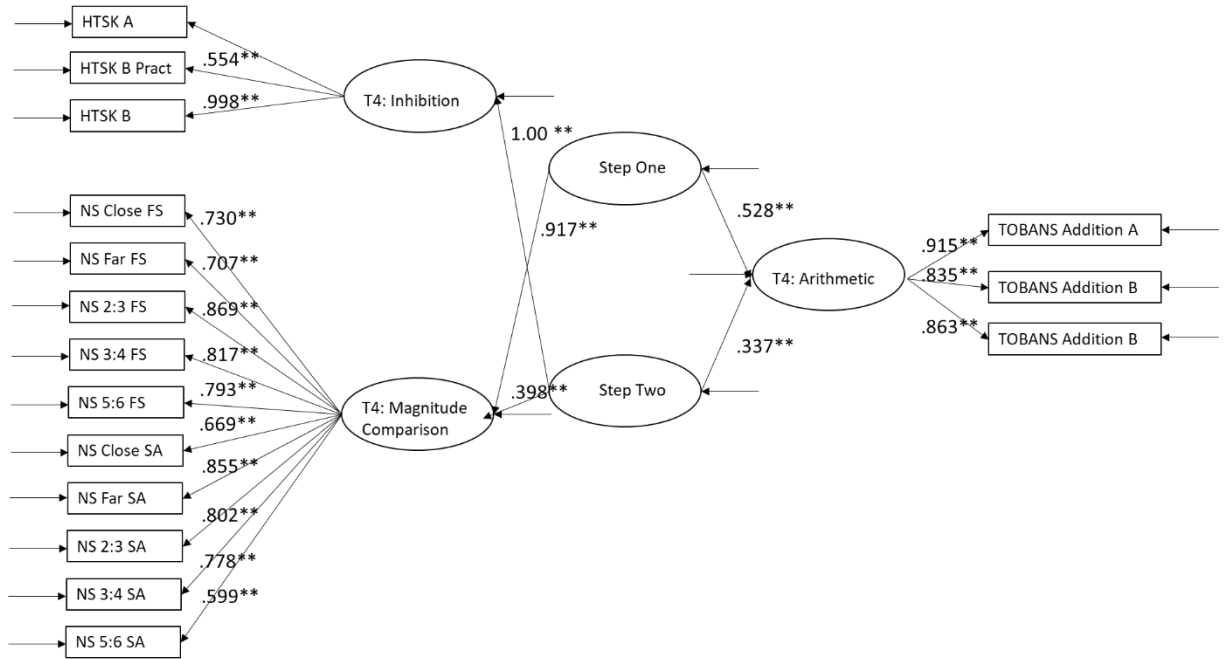 HTSK A
.554**
HTSK B Pract
.998**
HTSK B
T4: Inhibition
1.00 **
Step One
.917**
.528**
NS Close FS
.730**
NS Far FS
.707**
NS 2:3 FS
.869**
NS 3:4 FS
.817**
NS 5:6 FS
.793**
NS Close SA
.669**
NS Far SA
.855**
NS 2:3 SA
.802**
NS 3:4 SA
.778**
.599**
NS 5:6 SA
T4: Magnitude
Comparison
.398**
Step Two
.337**
T4: Arithmetic
.915**
TOBANS Addition A
.835**
TOBANS Addition B
.863**
TOBANS Addition B